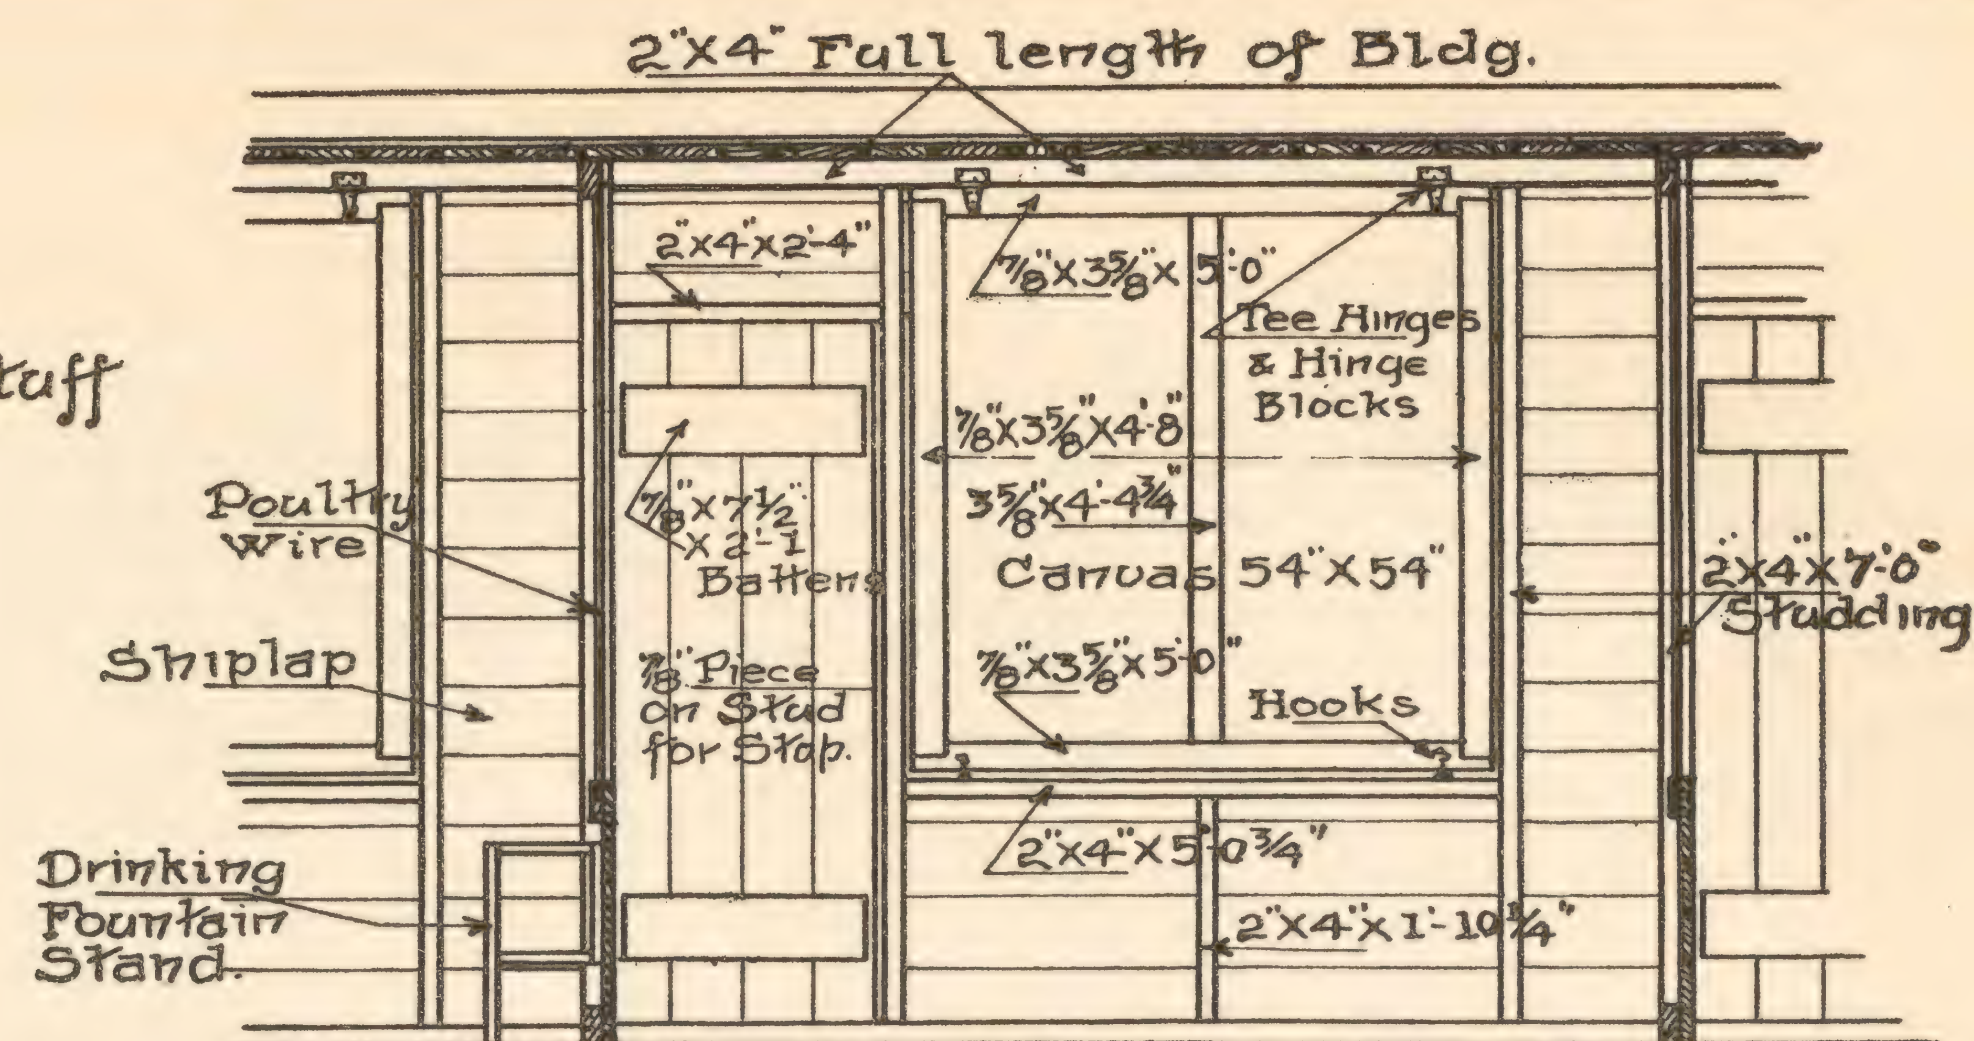 2"X4" Full length of Bldg.
2"X4"X2'-4"
7/8"X3 5/8"X 5'-0"
Tee Hinges
& Hinge
Blocks
tuff
7/8"X3 5/8"X4'-8"
Poultry
wire
7/8"X7 1/2"
X 2'-1
Battens
3 5/8"X4'-4 3/4"
Canvas 54"X54"
2"X4"X7'-0"
Studding
Shiplap
7/8" Piece
on Stud
for Stop.
7/8"X3 5/8"X5'-0"
Hooks
2"X4"X5'-0 3/4"
Drinking
Fountain
Stand.
2"X4"X1'-10 1/4"